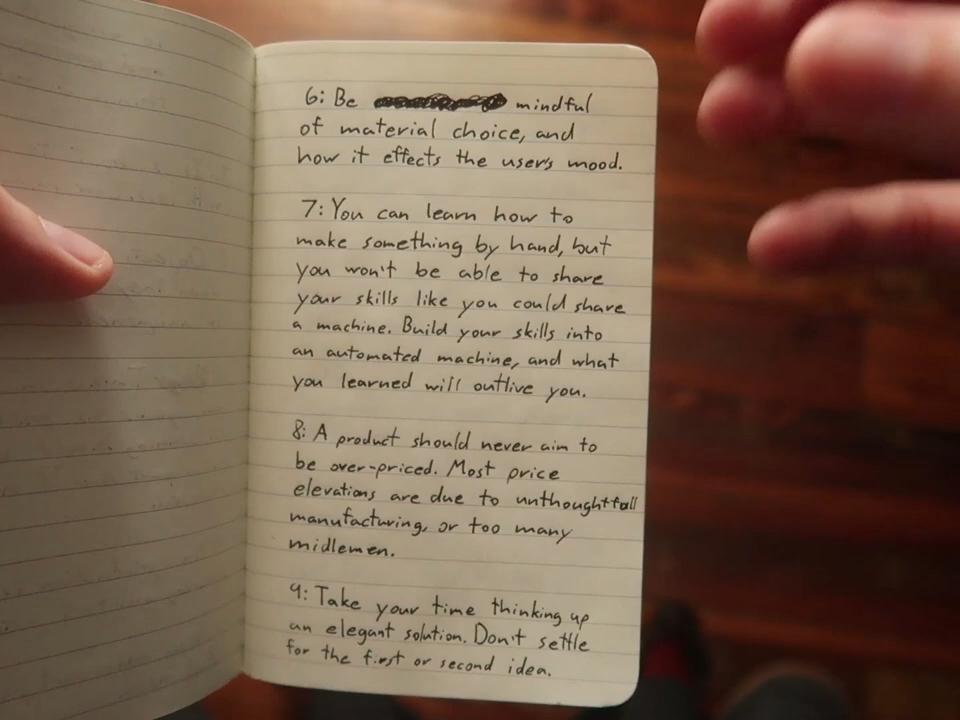 6: Be mindful
of material choice, and
how it effects the user's mood.
7: You can learn how to
make something by hand, but
you won't be able to share
your skills like you could share
a machine. Build your skills into
an automated machine, and what
you learned will outlive you.
8: A product should never aim to
be over-priced. Most price
elevations are due to unthoughtfull
manufacturing, or too many
midlemen.
9: Take your time thinking up
an elegant solution. Don't settle
for the first or second idea.